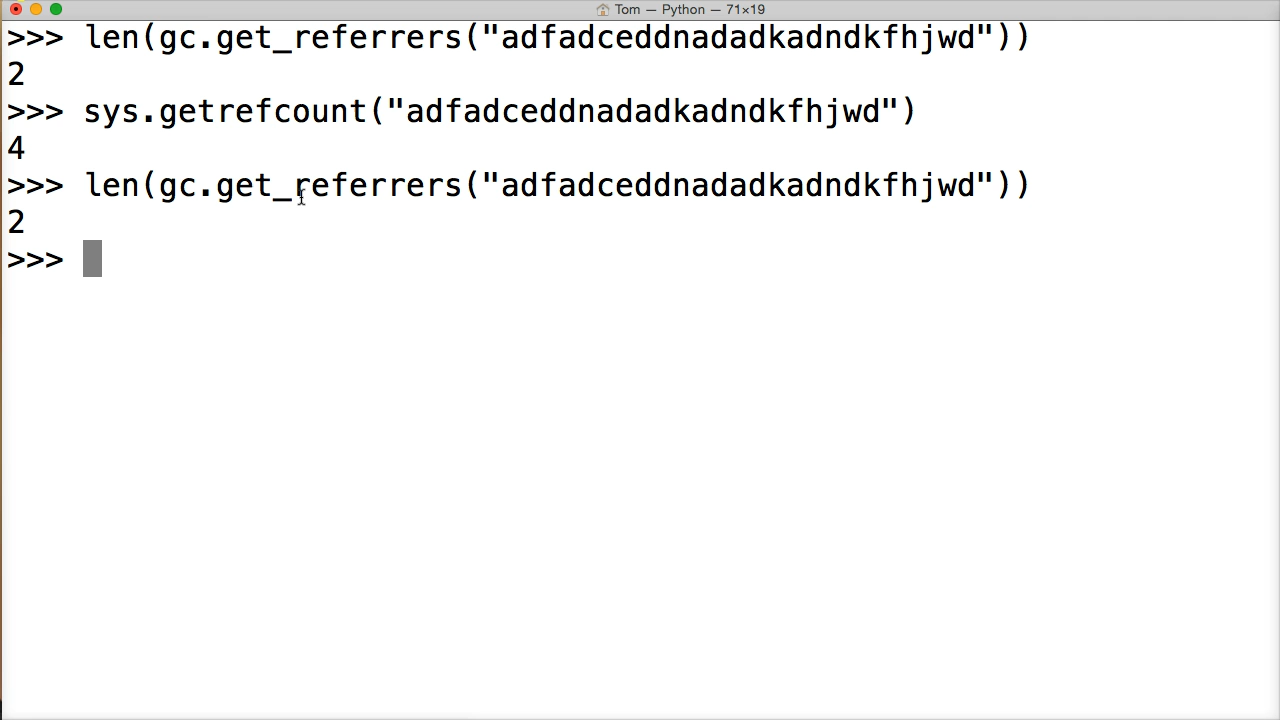 Tom — Python — 71×19
>>> len(gc.get_referrers("adfadceddnadadkadndkfhjwd"))
2
>>> sys.getrefcount("adfadceddnadadkadndkfhjwd")
4
>>> len(gc.get_referrers("adfadceddnadadkadndkfhjwd"))
2
>>>